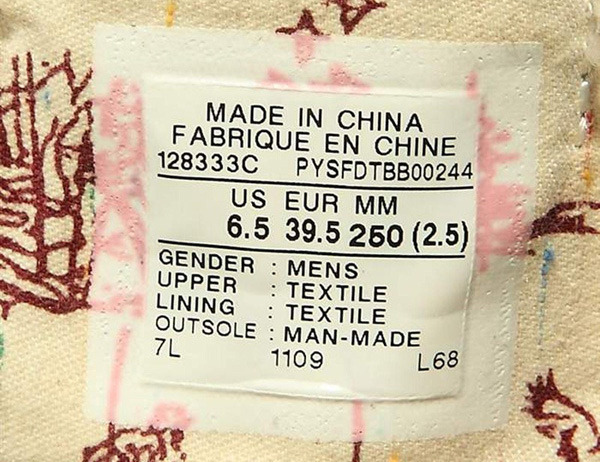 MADE IN CHINA
FABRIQUE EN CHINE
128333C PYSFDTBB00244
US EUR MM
6.5 39.5 250 (2.5)
GENDER : MENS
UPPER : TEXTILE
LINING : TEXTILE
OUTSOLE : MAN-MADE
7L 1109 L68